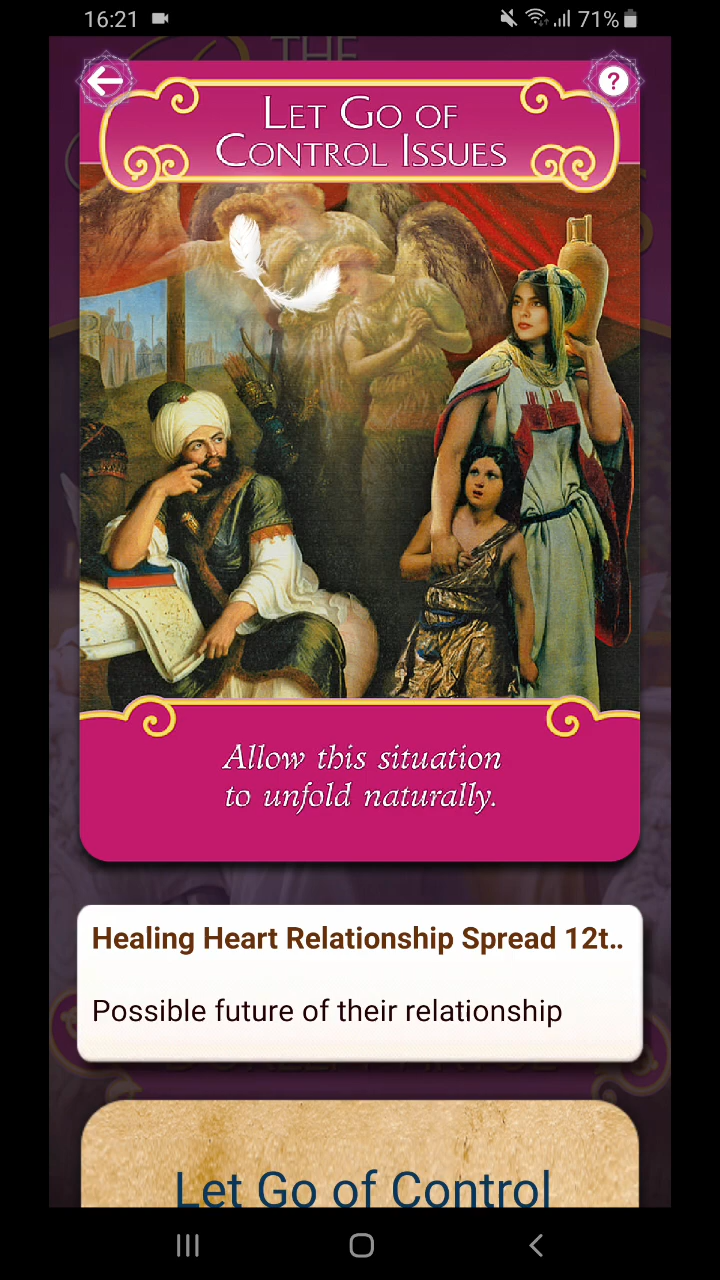 16:21
71%
THE
?
LET GO OF
CONTROL ISSUES
Allow this situation
to unfold naturally.
Healing Heart Relationship Spread 12t..
Possible future of their relationship
Let Go of Control